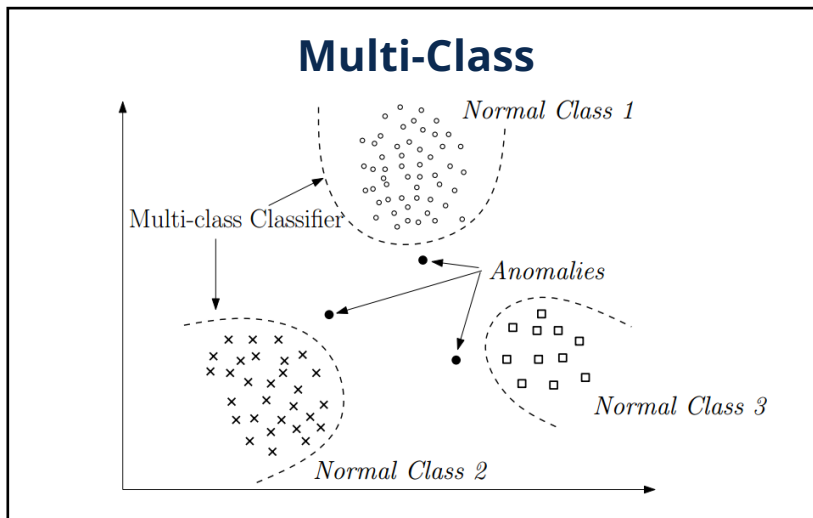 Multi-Class
Normal Class 1
Multi-class Classifier
Anomalies
Normal Class 3
Normal Class 2